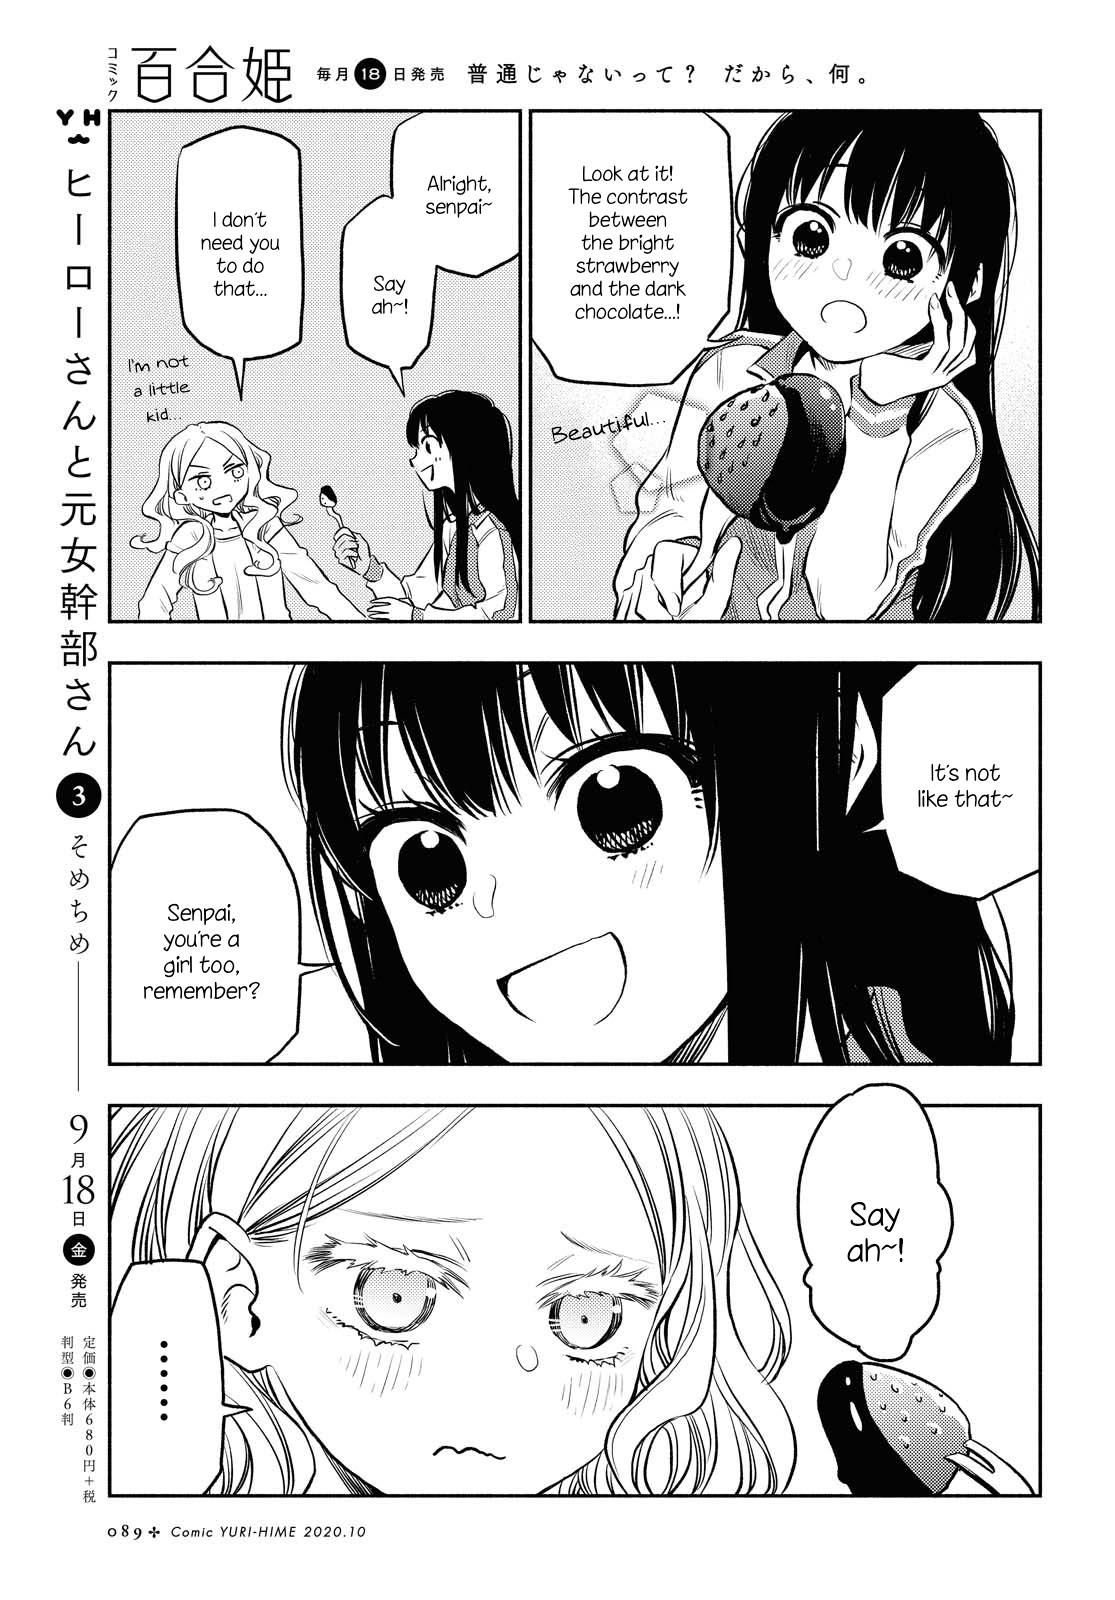 コミック
百合姫
毎月18日発売
普通じゃないって？ だから、何。
Look at it!
The contrast
between
the bright
strawberry
and the dark
chocolate...!
Beautiful...
Alright,
senpai~
Say
ah~!
I don't
need you
to do
that...
I'm not
a little
kid...
It's not
like that~
Senpai,
you're a
girl too,
remember?
Say
ah~!
......
YH
ヒーローさんと元女幹部さん
3
そめちめ
9月18日金発売
定価◉本体680円＋税
判型◉B6判
089✢ Comic YURI-HIME 2020.10